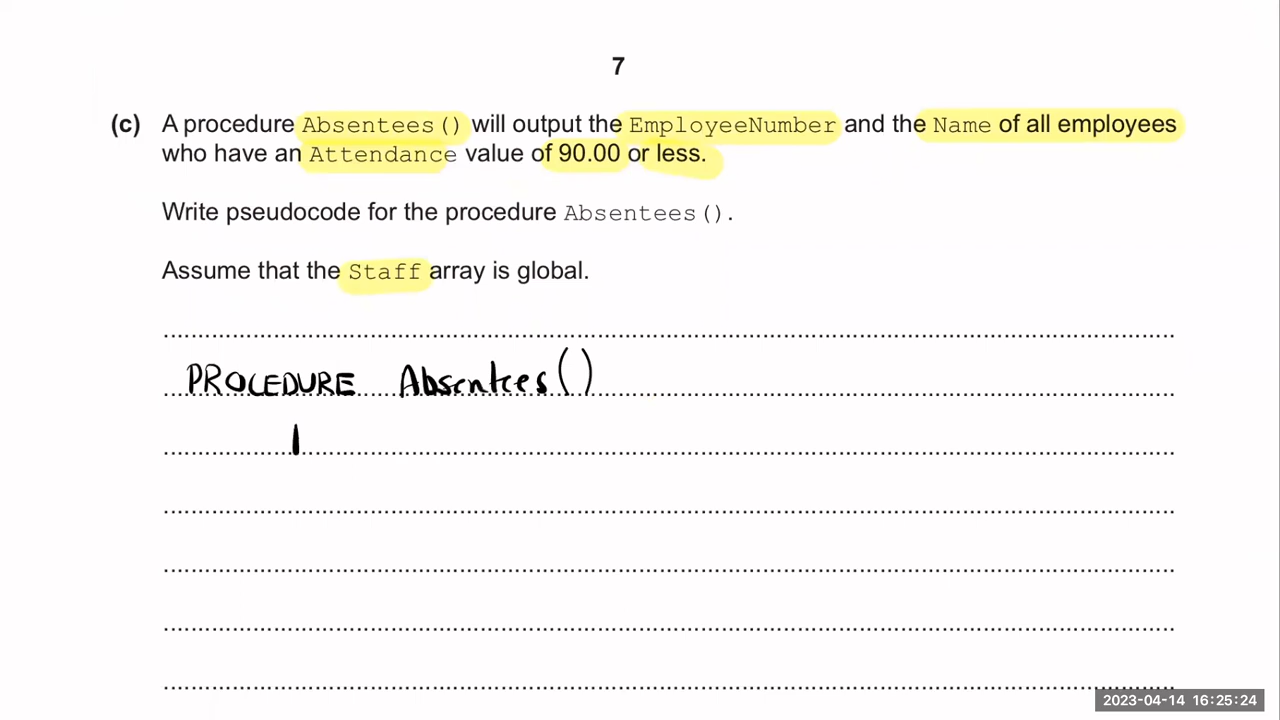 7
(c) A procedure Absentees() will output the EmployeeNumber and the Name of all employees
who have an Attendance value of 90.00 or less.
Write pseudocode for the procedure Absentees().
Assume that the Staff array is global.
PROCEDURE Absentees()
2023-04-14 16:25:24